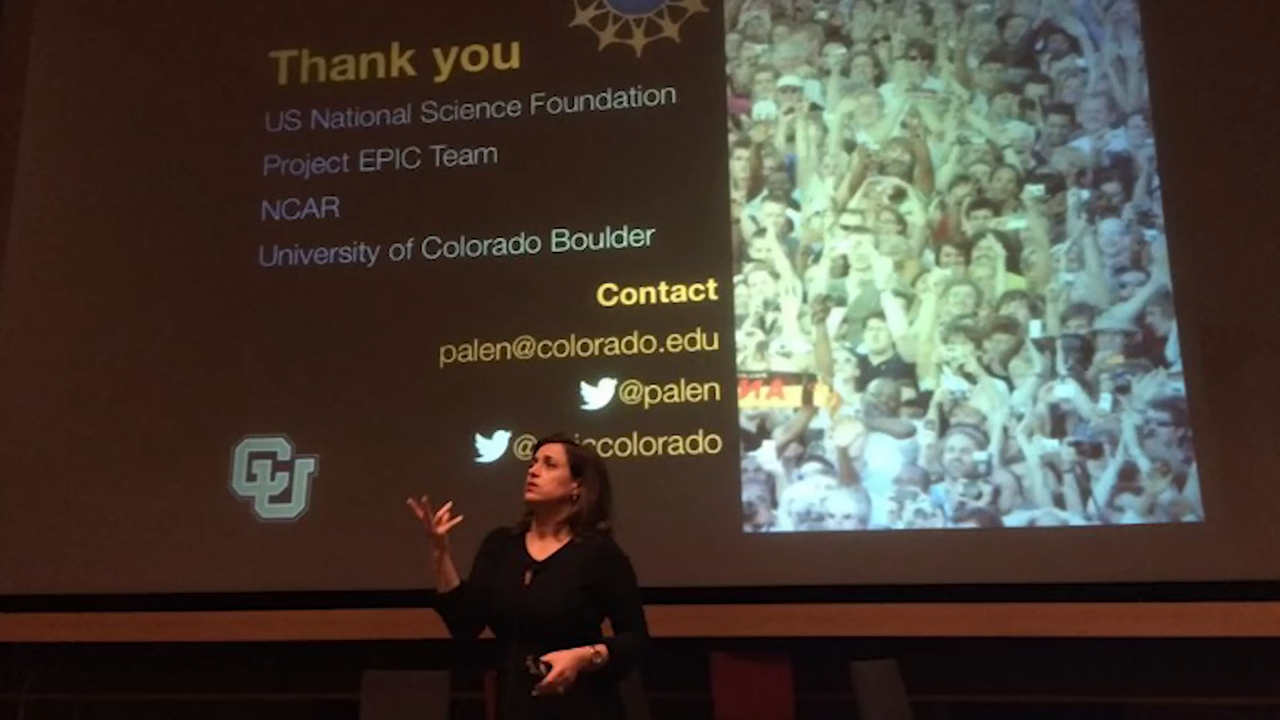 Thank you
US National Science Foundation
Project EPIC Team
NCAR
University of Colorado Boulder
Contact
palen@colorado.edu
@palen
CU